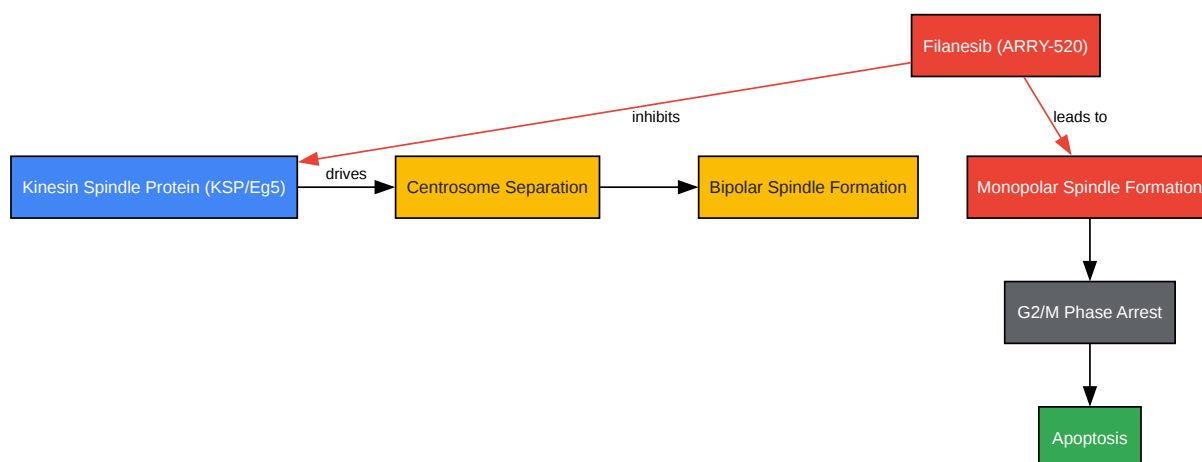 Filanesib (ARRY-520)
inhibits
leads to
Kinesin Spindle Protein (KSP/Eg5)
drives
Centrosome Separation
Bipolar Spindle Formation
Monopolar Spindle Formation
G2/M Phase Arrest
Apoptosis